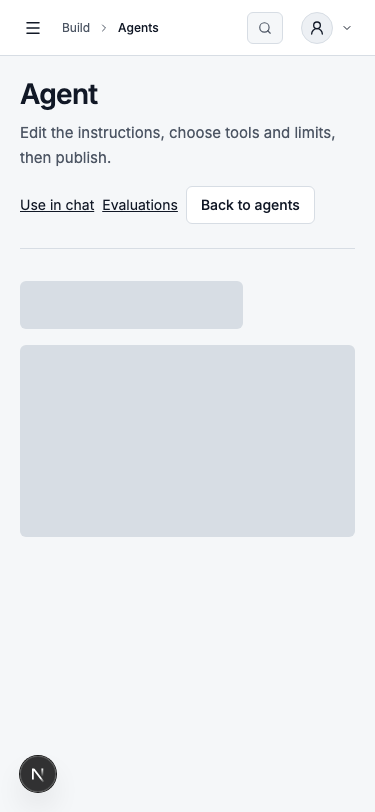 Build > Agents
Agent
Edit the instructions, choose tools and limits,
then publish.
Use in chat Evaluations Back to agents
N